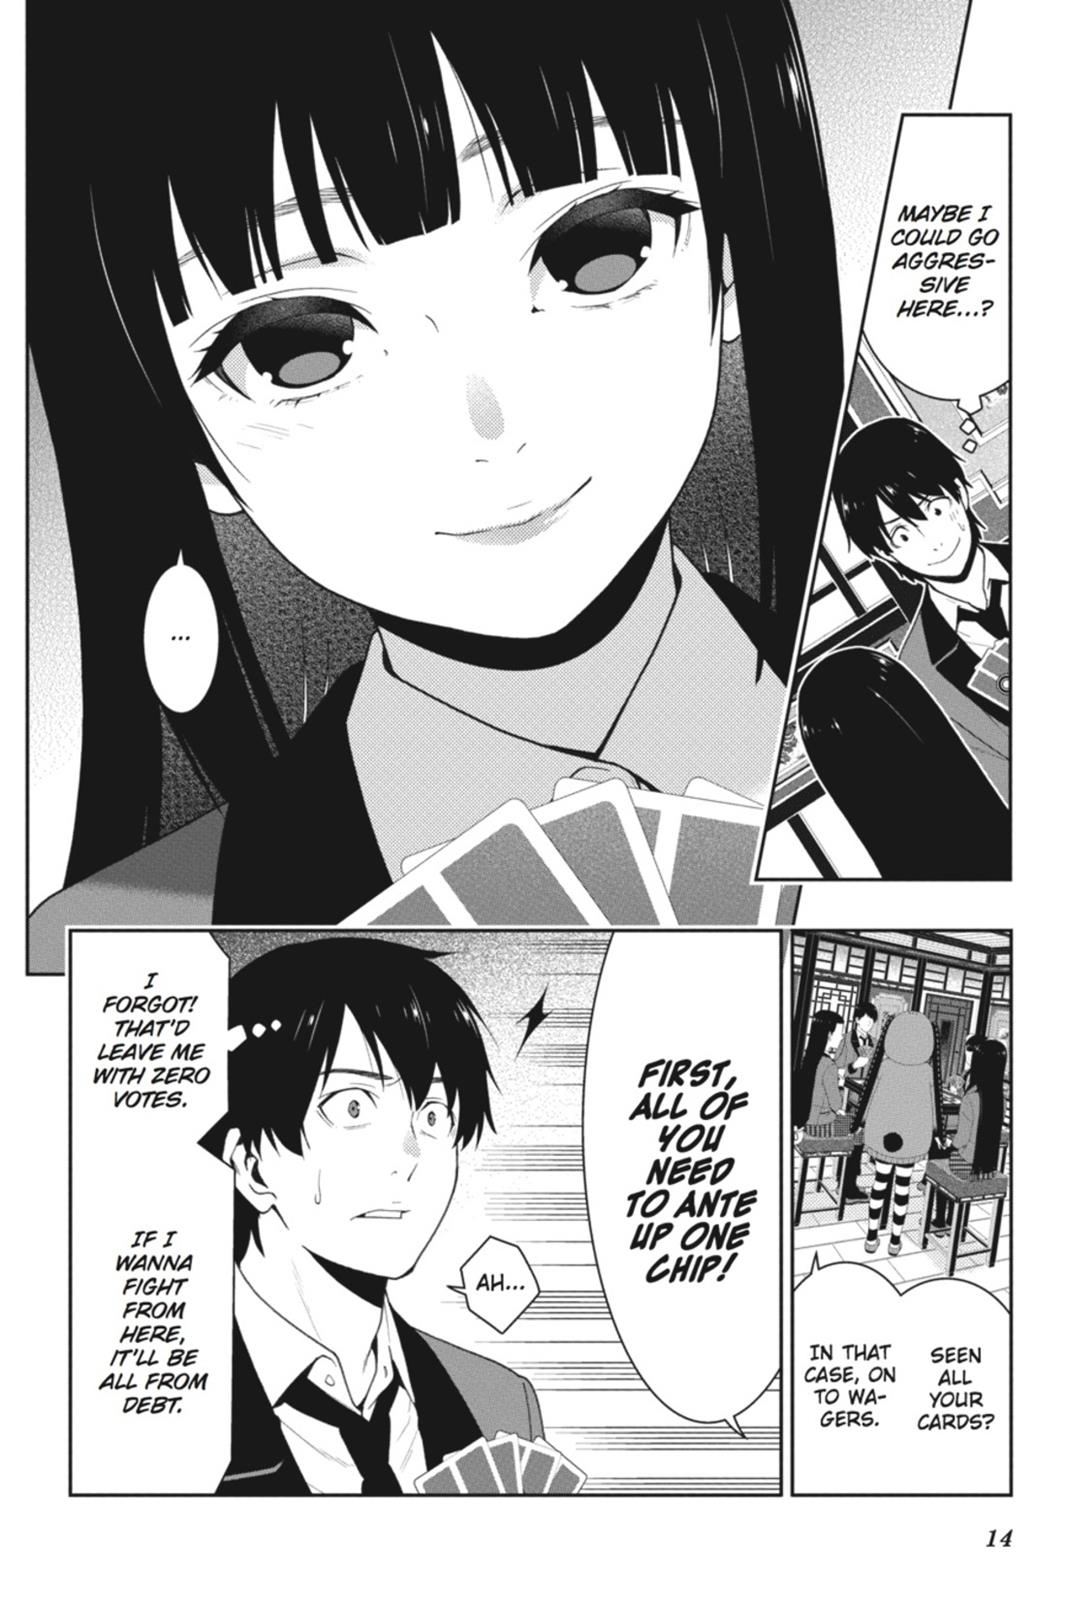 MAYBE I
COULD GO
AGGRES-
SIVE
HERE...?
...
SEEN
ALL
YOUR
CARDS?
IN THAT
CASE, ON
TO WA-
GERS.
FIRST,
ALL OF
YOU
NEED
TO ANTE
UP ONE
CHIP!
AH...
I
FORGOT!
THAT'D
LEAVE ME
WITH ZERO
VOTES.
IF I
WANNA
FIGHT
FROM
HERE,
IT'LL BE
ALL FROM
DEBT.
14